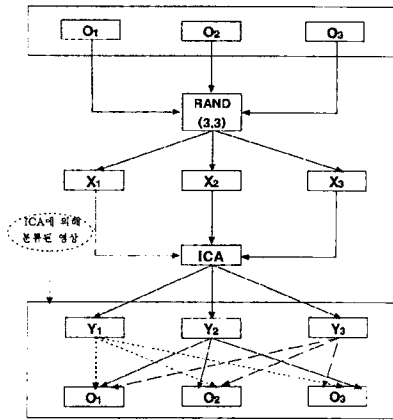 O1 O2 O3
RAND
(3,3)
X1 X2 X3
ICA에 의해
분류된 영상
ICA
Y1 Y2 Y3
O1 O2 O3